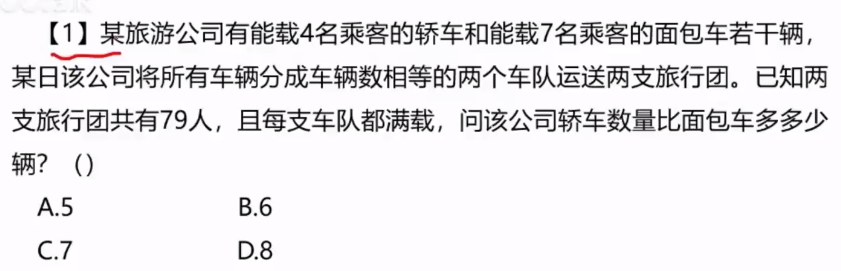 【1】某旅游公司有能载4名乘客的轿车和能载7名乘客的面包车若干辆，
某日该公司将所有车辆分成车辆数相等的两个车队运送两支旅行团。已知两
支旅行团共有79人，且每支车队都满载，问该公司轿车数量比面包车多多少
辆？（）
A.5 B.6
C.7 D.8